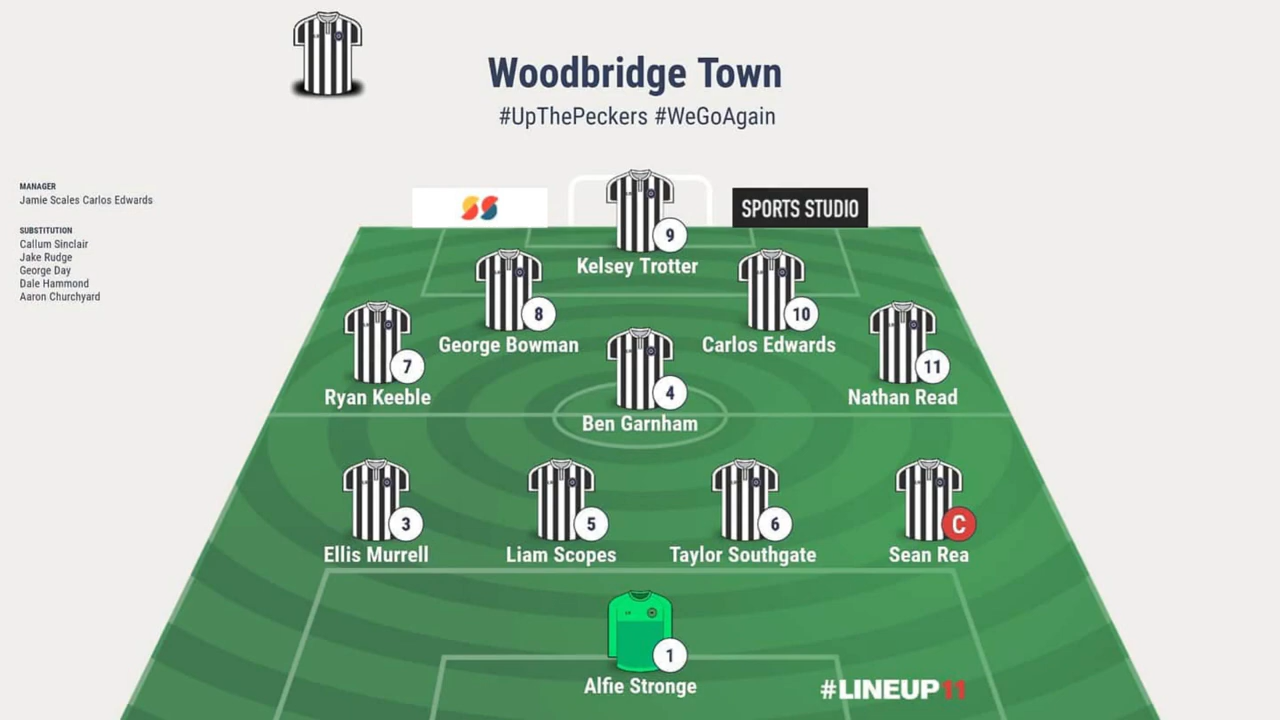 Woodbridge Town
#UpThePeckers #WeGoAgain
MANAGER
Jamie Scales Carlos Edwards
SUBSTITUTION
Callum Sinclair
Jake Rudge
George Day
Dale Hammond
Aaron Churchyard
SS
SPORTS STUDIO
9
Kelsey Trotter
8
George Bowman
10
Carlos Edwards
7
Ryan Keeble
11
Nathan Read
4
Ben Garnham
3
Ellis Murrell
5
Liam Scopes
6
Taylor Southgate
C
Sean Rea
1
Alfie Stronge
#LINEUP11